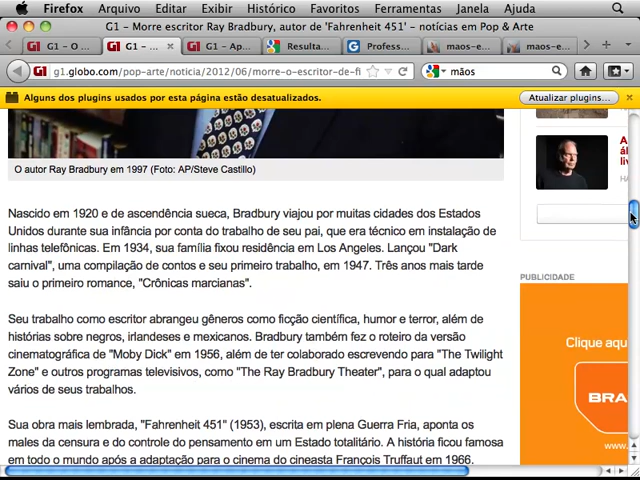 Firefox Arquivo Editar Exibir Histórico Favoritos Ferramentas Janela Ajuda
G1 - Morre escritor Ray Bradbury, autor de 'Fahrenheit 451' - notícias em Pop & Arte
G1 G1 - O ... G1 G1 - ... G1 G1 - Ap... Resulta... G Profess... maos-e... maos-e...
G1 g1.globo.com/pop-arte/noticia/2012/06/morre-o-escritor-de-fi mãos
Alguns dos plugins usados por esta página estão desatualizados. Atualizar plugins...
O autor Ray Bradbury em 1997 (Foto: AP/Steve Castillo)
Nascido em 1920 e de ascendência sueca, Bradbury viajou por muitas cidades dos Estados
Unidos durante sua infância por conta do trabalho de seu pai, que era técnico em instalação de
linhas telefônicas. Em 1934, sua família fixou residência em Los Angeles. Lançou "Dark
carnival", uma compilação de contos e seu primeiro trabalho, em 1947. Três anos mais tarde
saiu o primeiro romance, "Crônicas marcianas".
Seu trabalho como escritor abrangeu gêneros como ficção científica, humor e terror, além de
histórias sobre negros, irlandeses e mexicanos. Bradbury também fez o roteiro da versão
cinematográfica de "Moby Dick" em 1956, além de ter colaborado escrevendo para "The Twilight
Zone" e outros programas televisivos, como "The Ray Bradbury Theater", para o qual adaptou
vários de seus trabalhos.
Sua obra mais lembrada, "Fahrenheit 451" (1953), escrita em plena Guerra Fria, aponta os
males da censura e do controle do pensamento em um Estado totalitário. A história ficou famosa
em todo o mundo após a adaptação para o cinema do cineasta François Truffaut em 1966.
PUBLICIDADE
Clique aqu
BRA
www.